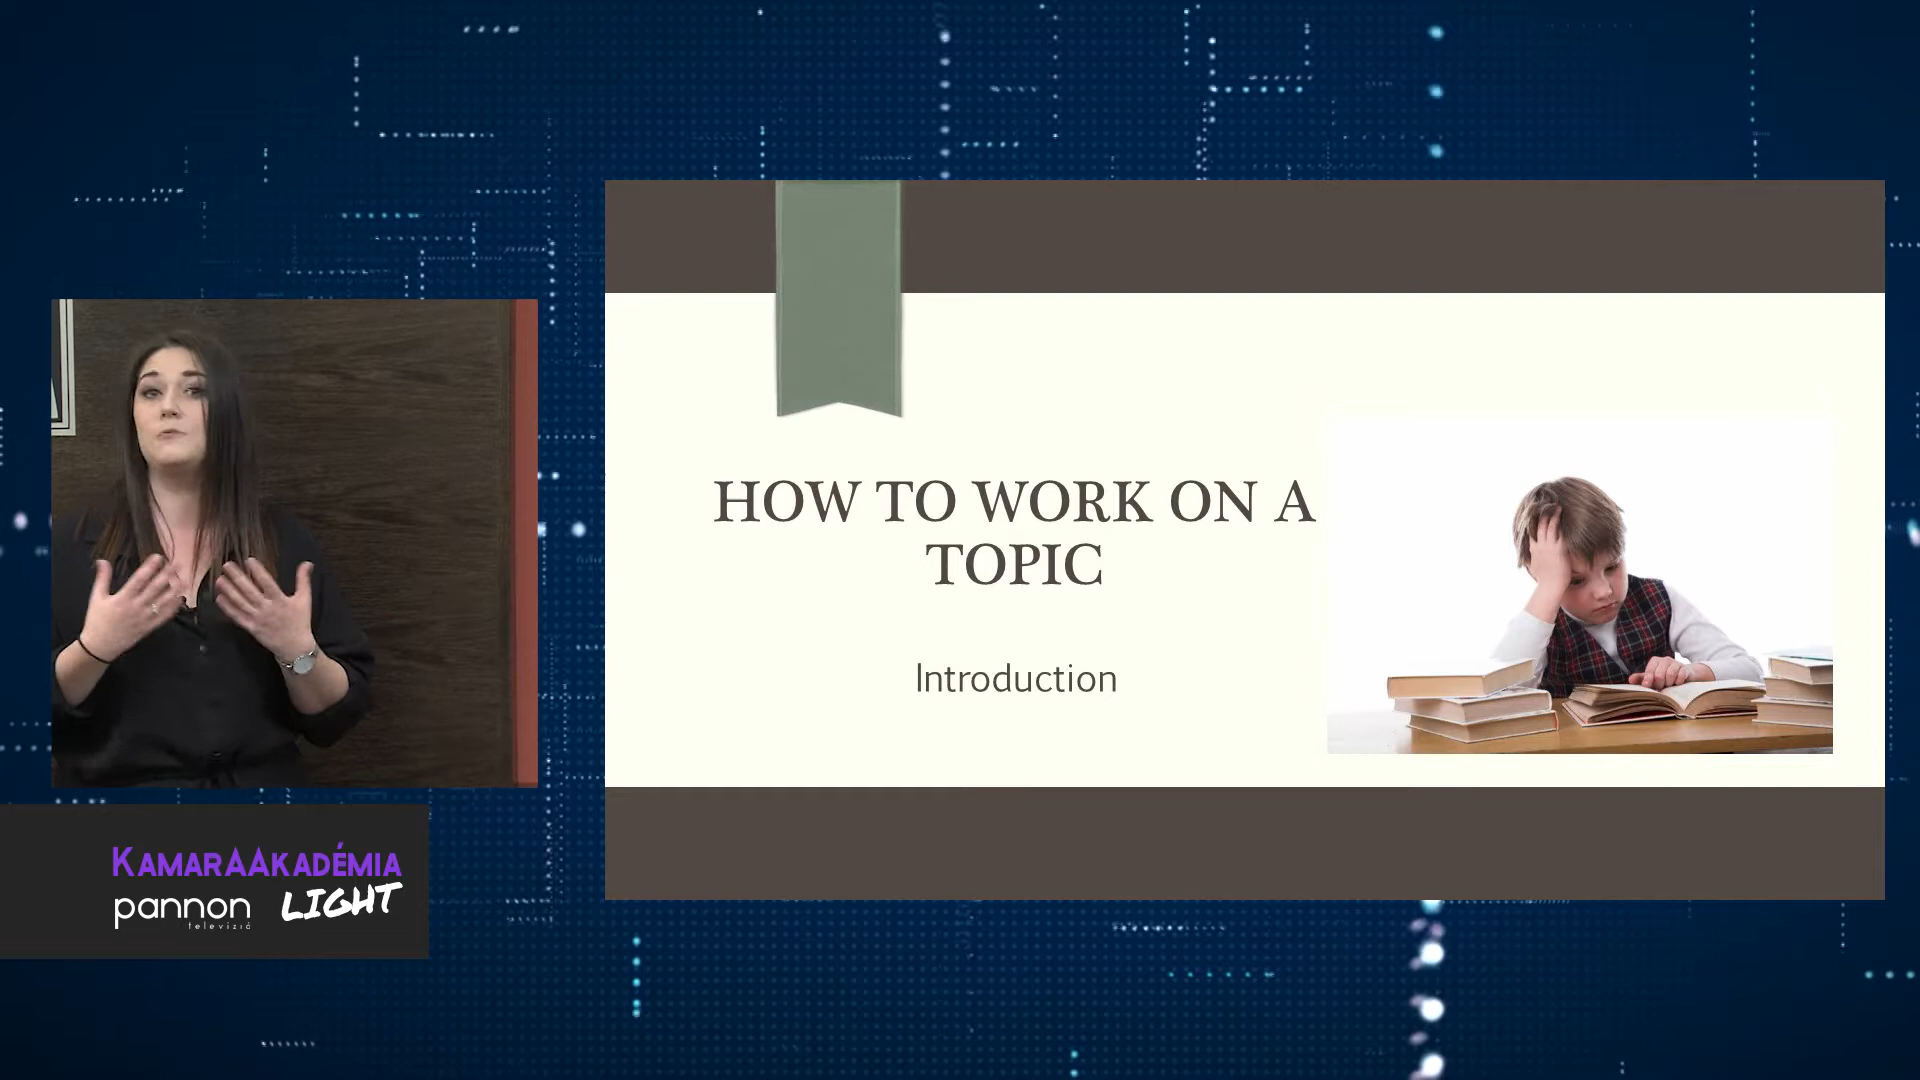 HOW TO WORK ON A
TOPIC
Introduction
KAMARAAKADÉMIA
pannon LIGHT
televízió